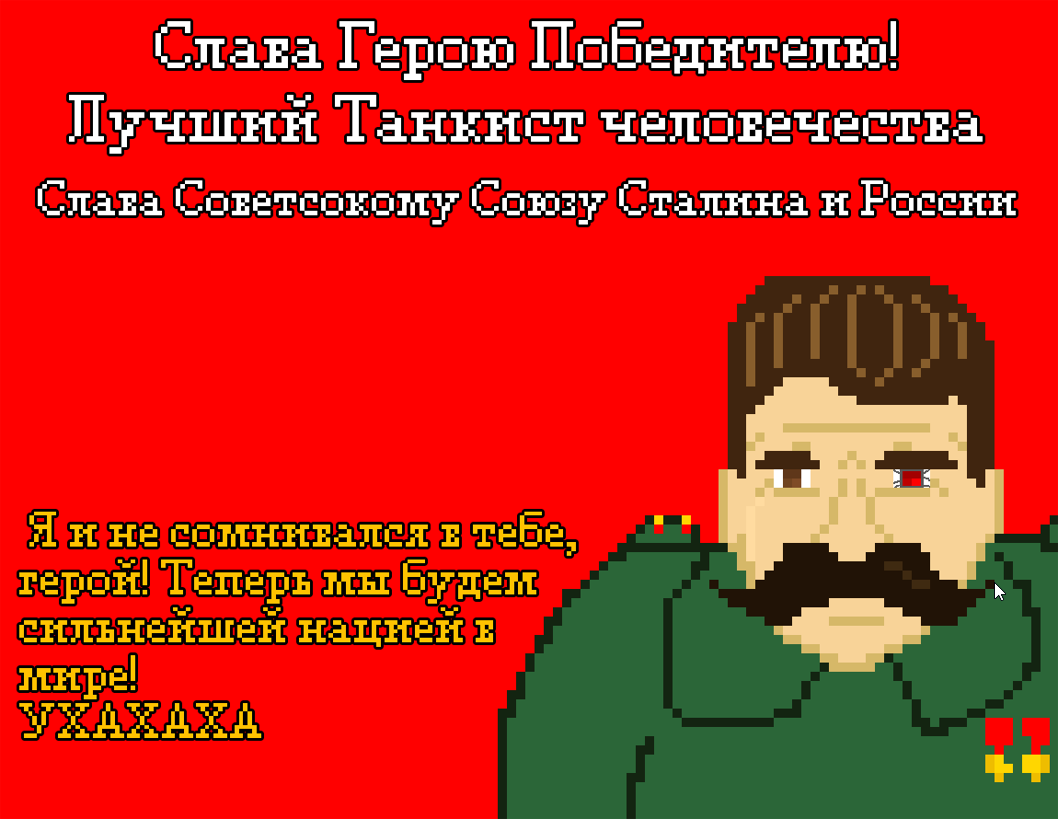 Слава Герою Победителю!
Лучший Танкист человечества
Слава Советсокому Союзу Сталина и России
Я и не сомнивался в тебе,
герой! Теперь мы будем
сильнейшей нацией в
мире!
УХАХАХА